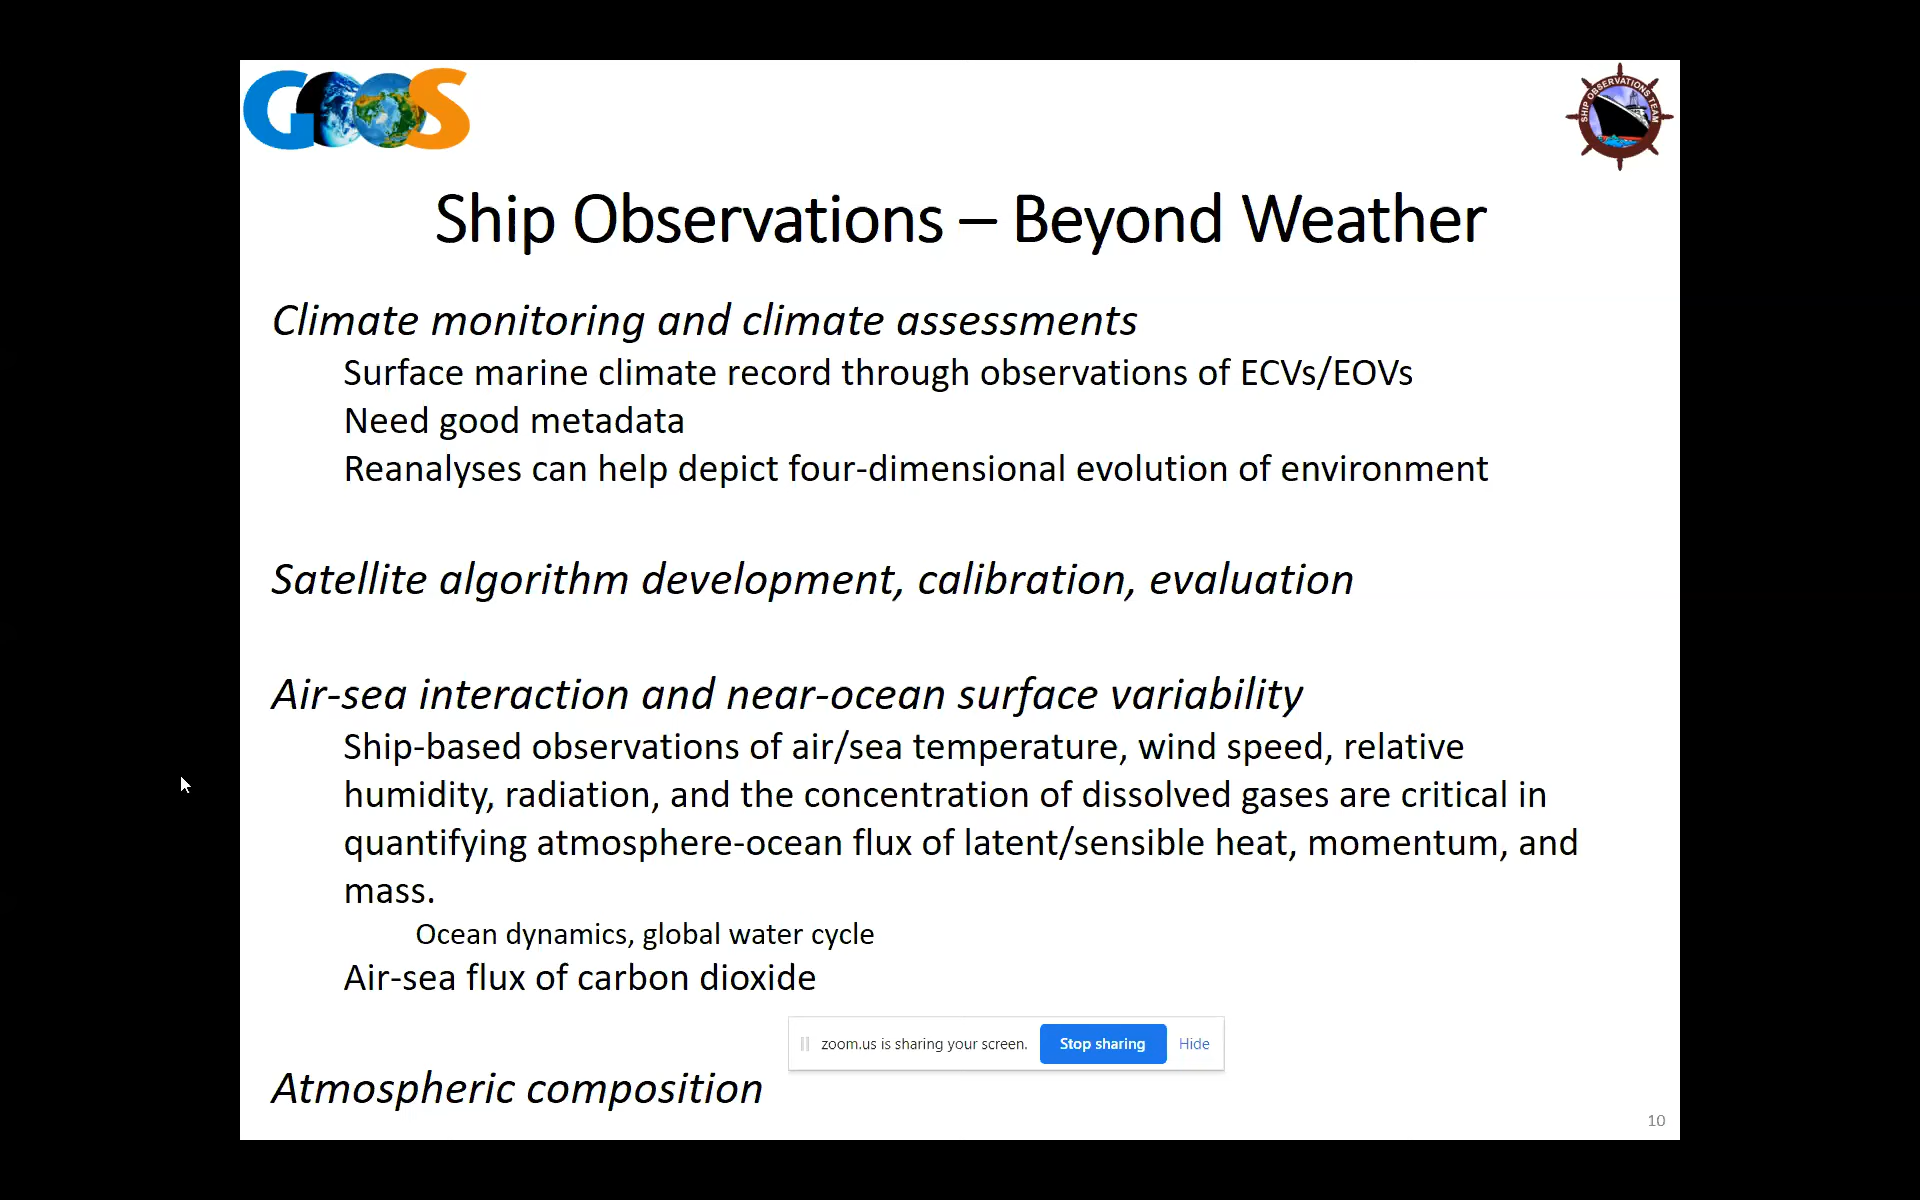 GOOS
SHIP OBSERVATIONS TEAM
Ship Observations – Beyond Weather
Climate monitoring and climate assessments
Surface marine climate record through observations of ECVs/EOVs
Need good metadata
Reanalyses can help depict four-dimensional evolution of environment
Satellite algorithm development, calibration, evaluation
Air-sea interaction and near-ocean surface variability
Ship-based observations of air/sea temperature, wind speed, relative
humidity, radiation, and the concentration of dissolved gases are critical in
quantifying atmosphere-ocean flux of latent/sensible heat, momentum, and
mass.
Ocean dynamics, global water cycle
Air-sea flux of carbon dioxide
zoom.us is sharing your screen. Stop sharing Hide
Atmospheric composition
10